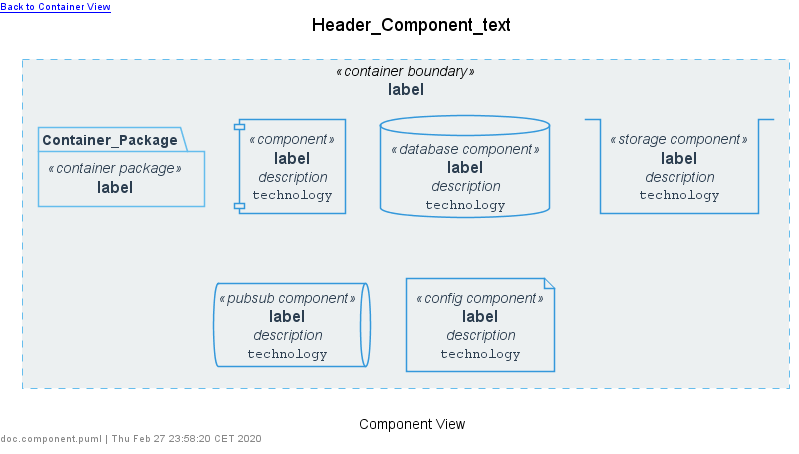 Back to Container View
Header_Component_text
«container boundary»
label
Container_Package
«container package»
label
«component»
label
description
technology
«database component»
label
description
technology
«storage component»
label
description
technology
«pubsub component»
label
description
technology
«config component»
label
description
technology
Component View
doc.component.puml | Thu Feb 27 23:58:20 CET 2020